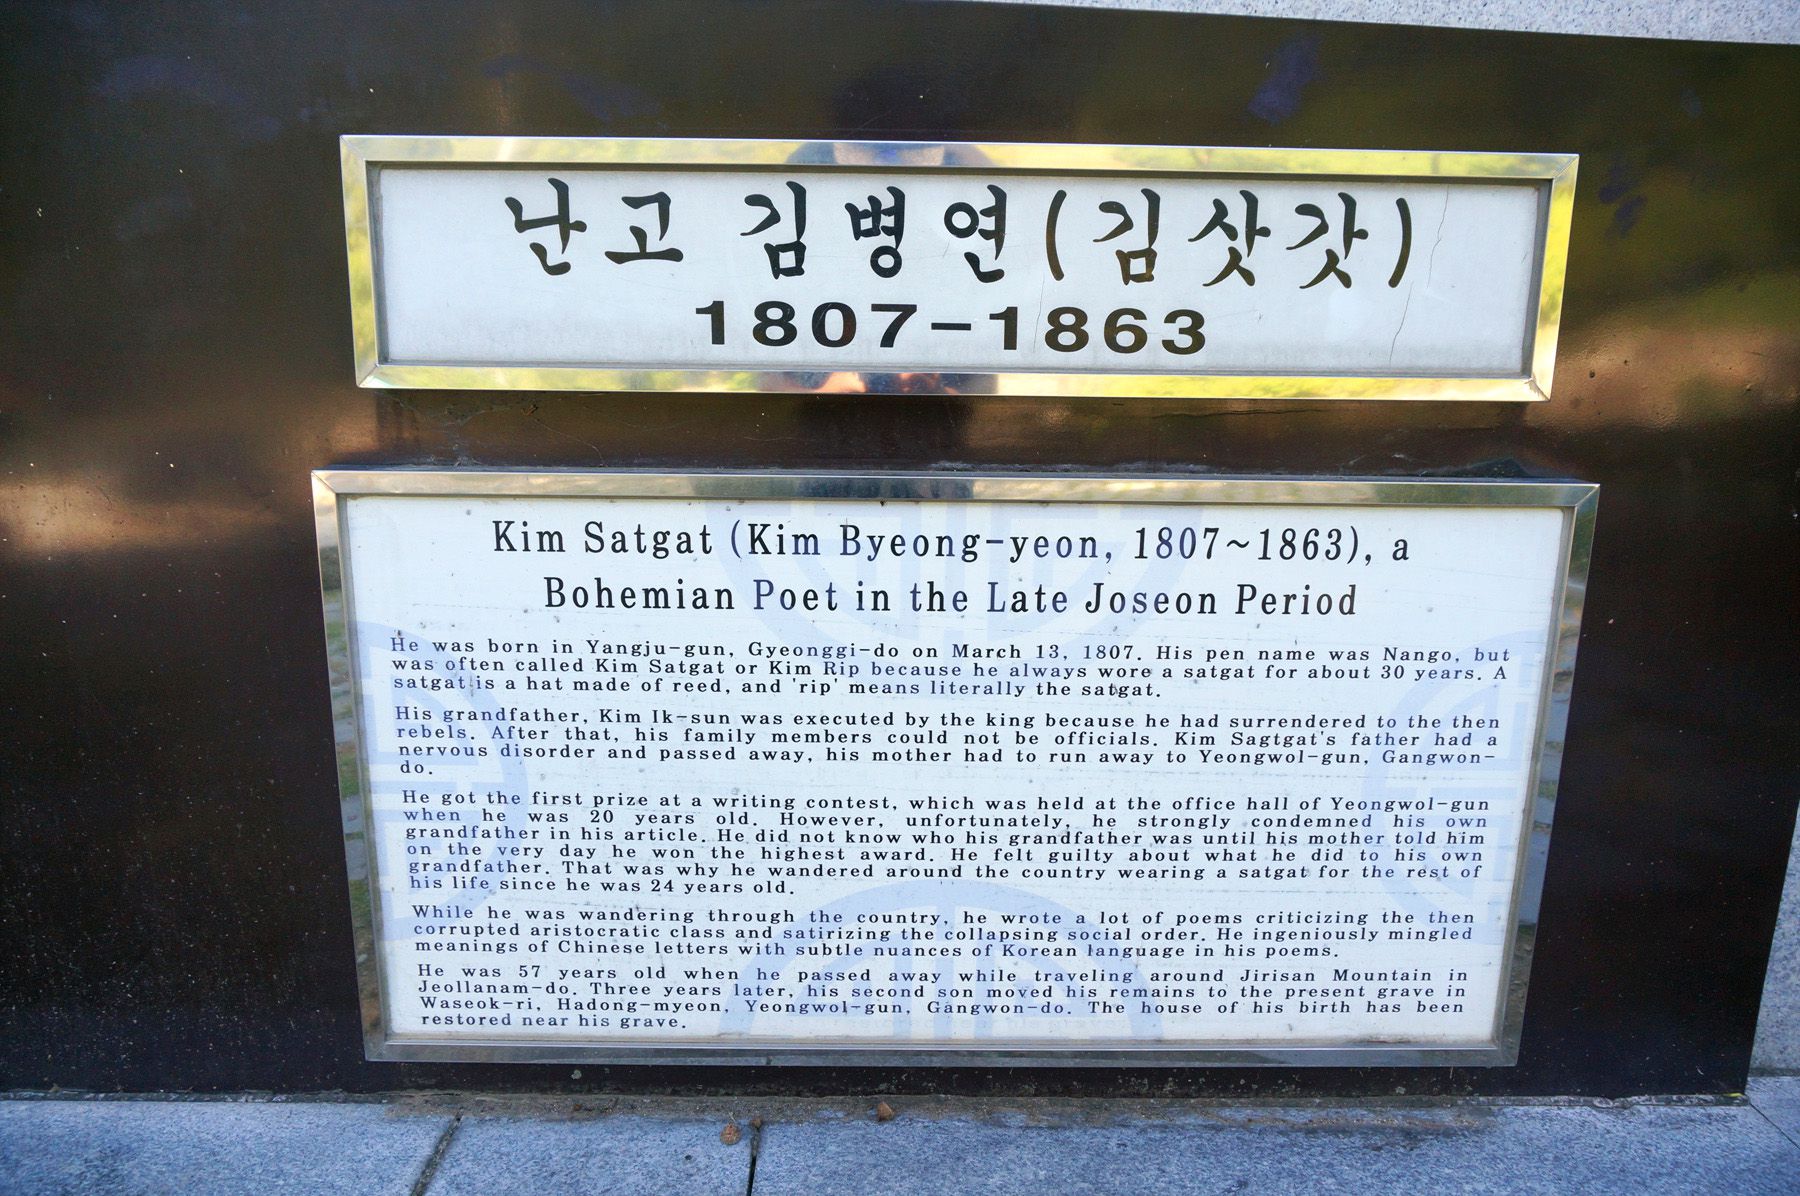 난고 김병연(김삿갓)
1807-1863
Kim Satgat (Kim Byeong-yeon, 1807~1863), a
Bohemian Poet in the Late Joseon Period
He was born in Yangju-gun, Gyeonggi-do on March 13, 1807. His pen name was Nango, but
was often called Kim Satgat or Kim Rip because he always wore a satgat for about 30 years. A
satgat is a hat made of reed, and 'rip' means literally the satgat.
His grandfather, Kim Ik-sun was executed by the king because he had surrendered to the then
rebels. After that, his family members could not be officials. Kim Sagtgat's father had a
nervous disorder and passed away, his mother had to run away to Yeongwol-gun, Gangwon-
do.
He got the first prize at a writing contest, which was held at the office hall of Yeongwol-gun
when he was 20 years old. However, unfortunately, he strongly condemned his own
grandfather in his article. He did not know who his grandfather was until his mother told him
on the very day he won the highest award. He felt guilty about what he did to his own
grandfather. That was why he wandered around the country wearing a satgat for the rest of
his life since he was 24 years old.
While he was wandering through the country, he wrote a lot of poems criticizing the then
corrupted aristocratic class and satirizing the collapsing social order. He ingeniously mingled
meanings of Chinese letters with subtle nuances of Korean language in his poems.
He was 57 years old when he passed away while traveling around Jirisan Mountain in
Jeollanam-do. Three years later, his second son moved his remains to the present grave in
Waseok-ri, Hadong-myeon, Yeongwol-gun, Gangwon-do. The house of his birth has been
restored near his grave.